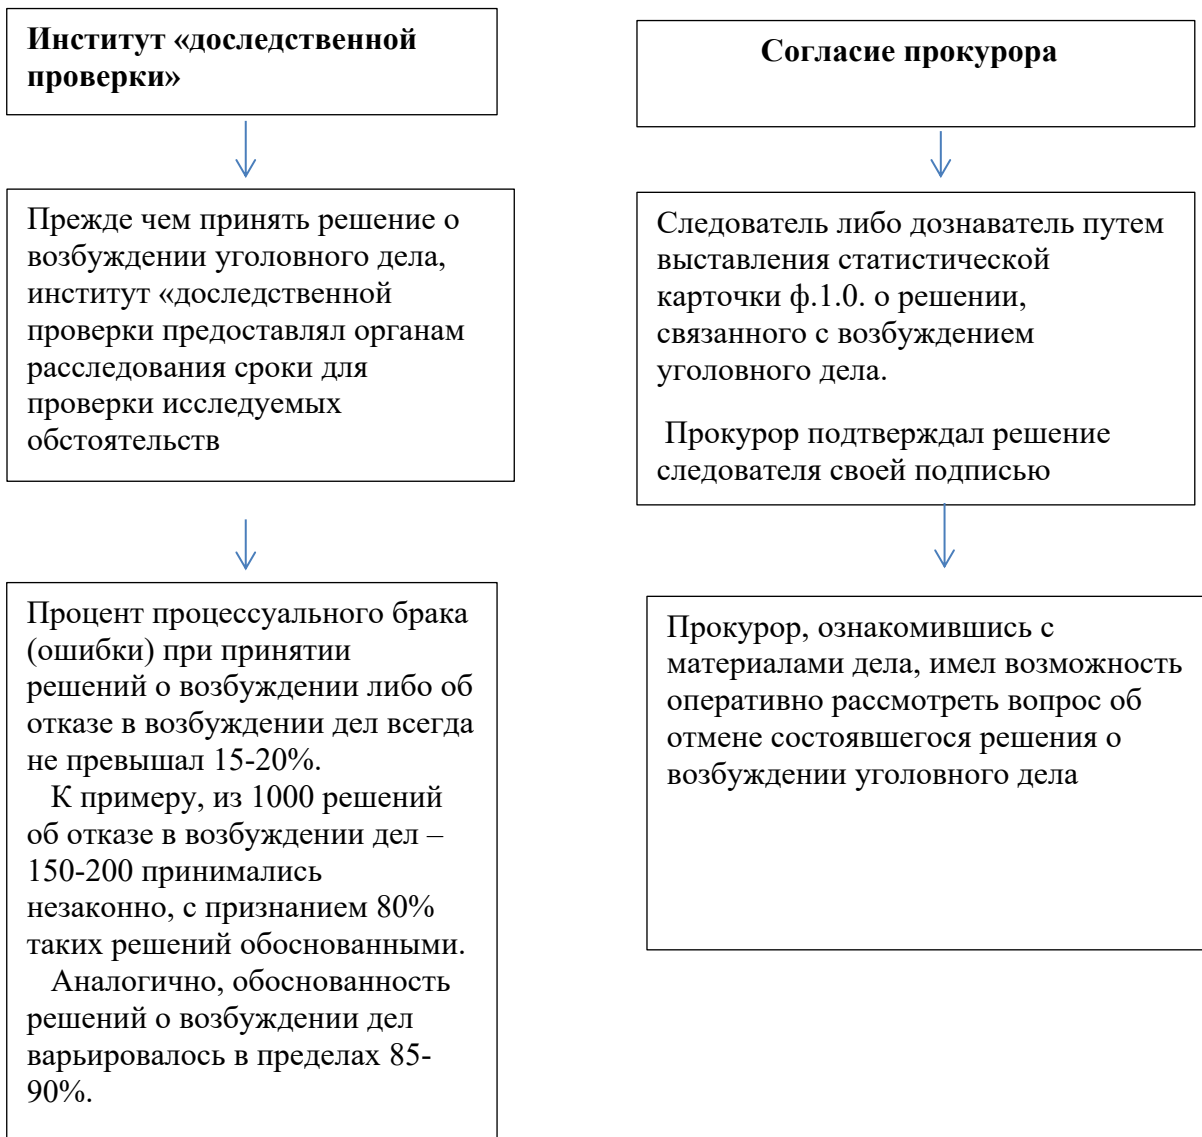 Институт «доследственной
проверки»
Прежде чем принять решение о
возбуждении уголовного дела,
институт «доследственной
проверки предоставлял органам
расследования сроки для
проверки исследуемых
обстоятельств
Процент процессуального брака
(ошибки) при принятии
решений о возбуждении либо об
отказе в возбуждении дел всегда
не превышал 15-20%.
К примеру, из 1000 решений
об отказе в возбуждении дел –
150-200 принимались
незаконно, с признанием 80%
таких решений обоснованными.
Аналогично, обоснованность
решений о возбуждении дел
варьировалось в пределах 85-
90%.
Согласие прокурора
Следователь либо дознаватель путем
выставления статистической
карточки ф.1.0. о решении,
связанного с возбуждением
уголовного дела.
Прокурор подтверждал решение
следователя своей подписью
Прокурор, ознакомившись с
материалами дела, имел возможность
оперативно рассмотреть вопрос об
отмене состоявшегося решения о
возбуждении уголовного дела